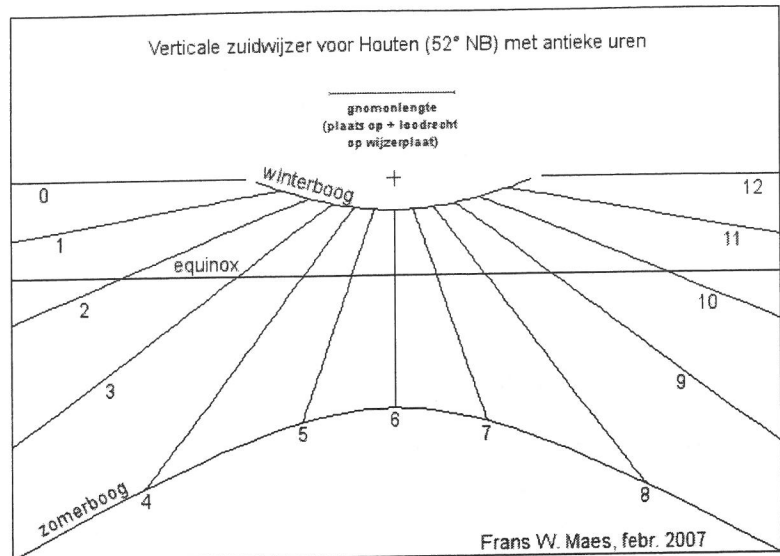 Verticale zuidwijzer voor Houten (52° NB) met antieke uren
gnomonlengte
(plaats op + loodrecht
op wijzerplaat)
winterboog
0
12
1
11
equinox
2
10
3
9
5
6
7
4
8
zomerboog
Frans W. Maes, febr. 2007